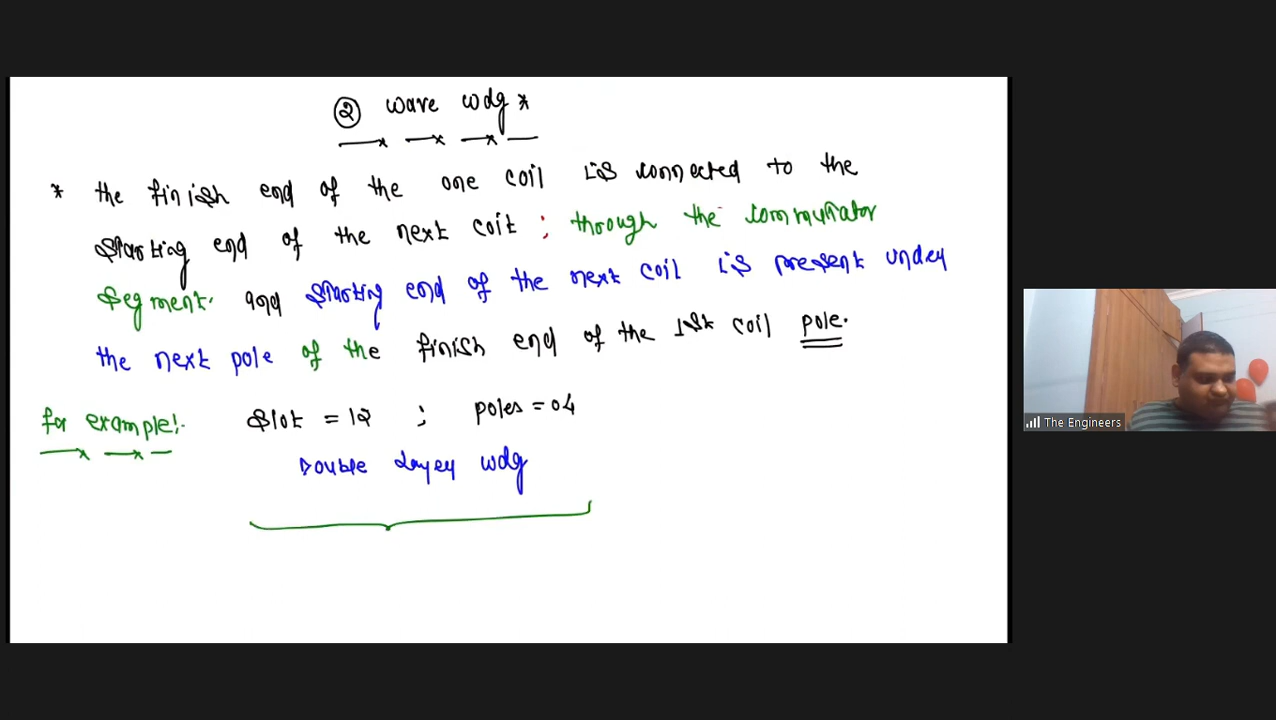 ② wave wdg *
* the finish end of the one coil is connected to the
starting end of the next coil ; through the commutator
segment. and starting end of the next coil is present under
the next pole of the finish end of the 1st coil pole.
for example:-
Slot = 12 ; poles = 04
Double Layer wdg
The Engineers